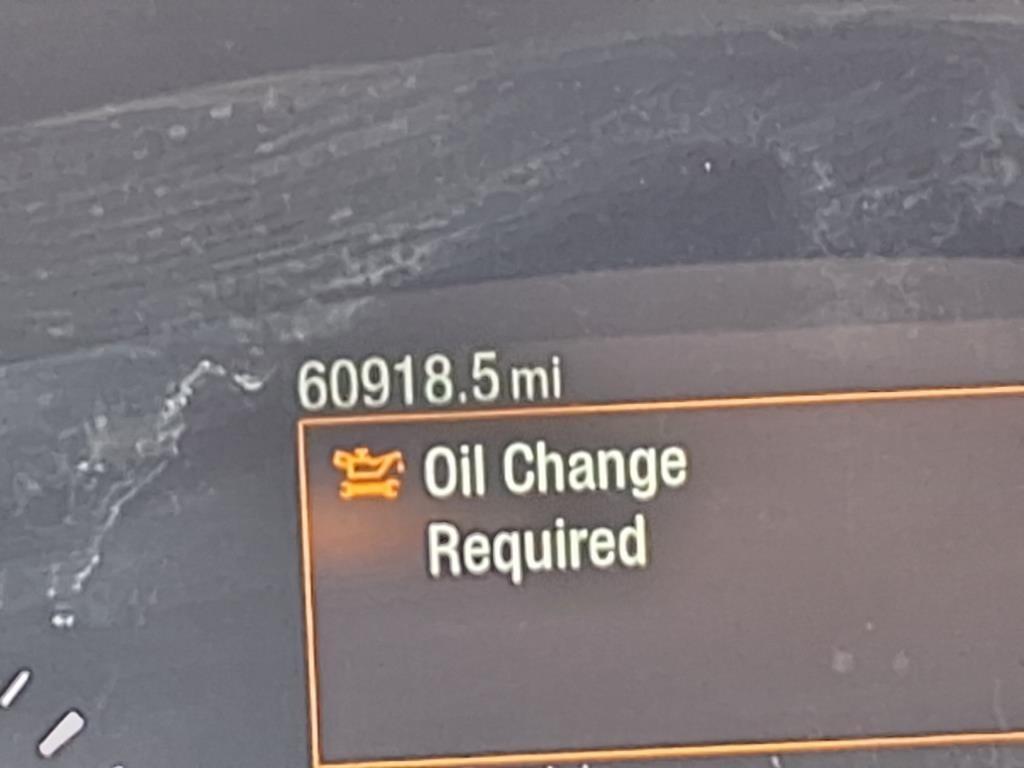 60918.5 mi
Oil Change
Required